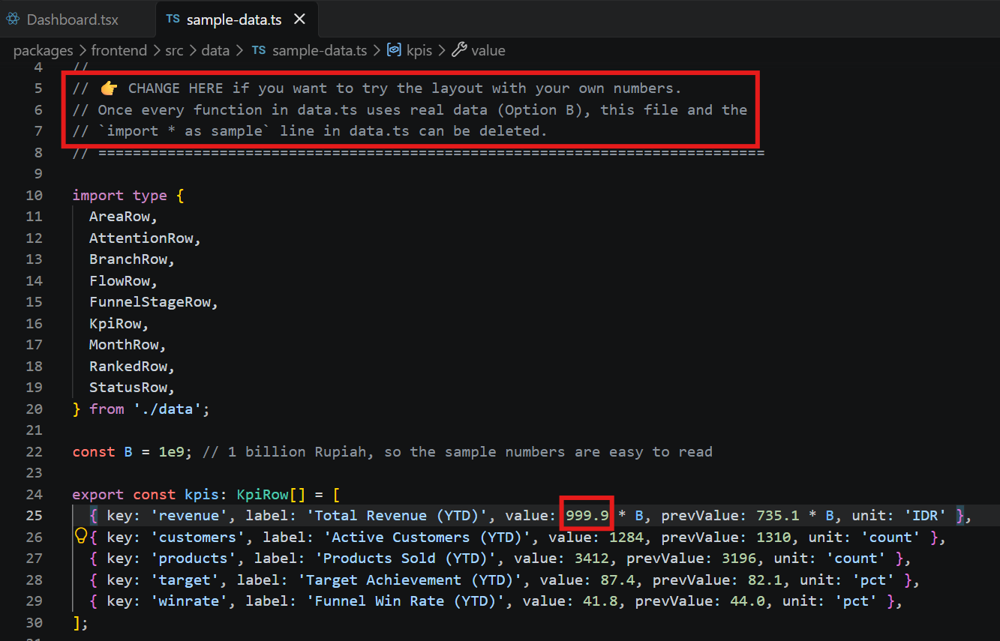 Dashboard.tsx
TS sample-data.ts
packages > frontend > src > data > TS sample-data.ts > kpis > value
4 //
5 // 👉 CHANGE HERE if you want to try the layout with your own numbers.
6 // Once every function in data.ts uses real data (Option B), this file and the
7 // `import * as sample` line in data.ts can be deleted.
8 // =============================================================================
9
10 import type {
11 AreaRow,
12 AttentionRow,
13 BranchRow,
14 FlowRow,
15 FunnelStageRow,
16 KpiRow,
17 MonthRow,
18 RankedRow,
19 StatusRow,
20 } from './data';
21
22 const B = 1e9; // 1 billion Rupiah, so the sample numbers are easy to read
23
24 export const kpis: KpiRow[] = [
25 { key: 'revenue', label: 'Total Revenue (YTD)', value: 999.9 * B, prevValue: 735.1 * B, unit: 'IDR' },
26 { key: 'customers', label: 'Active Customers (YTD)', value: 1284, prevValue: 1310, unit: 'count' },
27 { key: 'products', label: 'Products Sold (YTD)', value: 3412, prevValue: 3196, unit: 'count' },
28 { key: 'target', label: 'Target Achievement (YTD)', value: 87.4, prevValue: 82.1, unit: 'pct' },
29 { key: 'winrate', label: 'Funnel Win Rate (YTD)', value: 41.8, prevValue: 44.0, unit: 'pct' },
30 ];